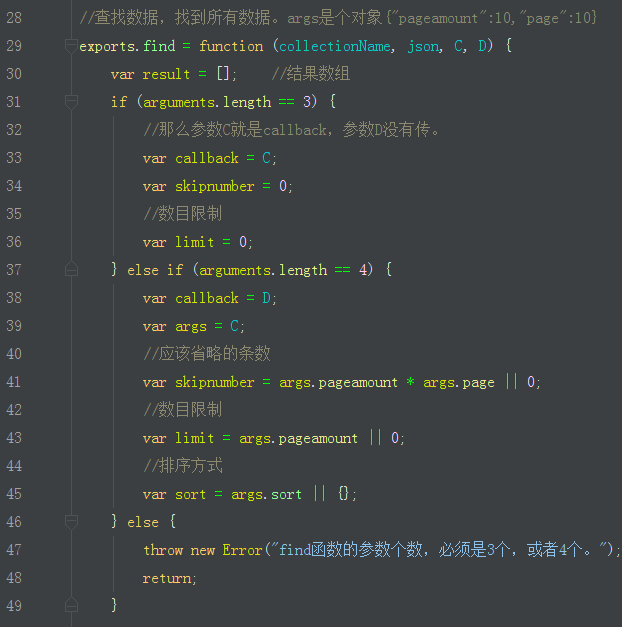 28 //查找数据，找到所有数据。args是个对象{"pageamount":10,"page":10}
29 exports.find = function (collectionName, json, C, D) {
30 var result = []; //结果数组
31 if (arguments.length == 3) {
32 //那么参数C就是callback，参数D没有传。
33 var callback = C;
34 var skipnumber = 0;
35 //数目限制
36 var limit = 0;
37 } else if (arguments.length == 4) {
38 var callback = D;
39 var args = C;
40 //应该省略的条数
41 var skipnumber = args.pageamount * args.page || 0;
42 //数目限制
43 var limit = args.pageamount || 0;
44 //排序方式
45 var sort = args.sort || {};
46 } else {
47 throw new Error("find函数的参数个数，必须是3个，或者4个。");
48 return;
49 }